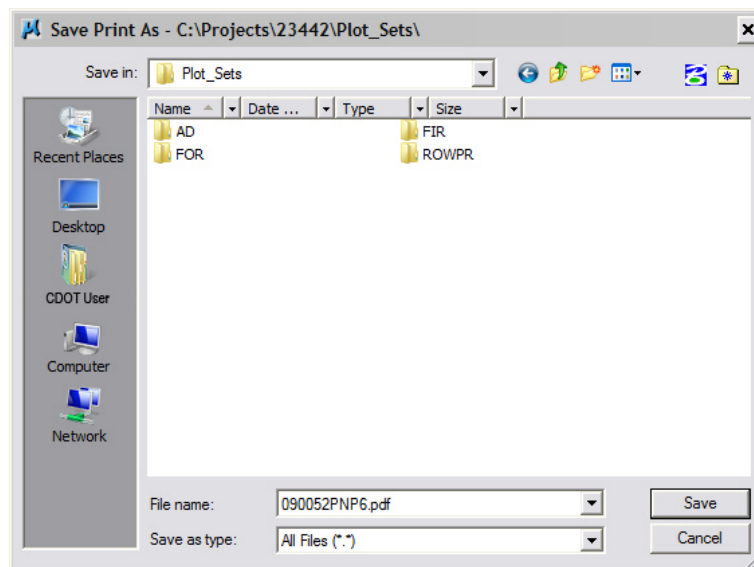 Save Print As - C:\Projects\23442\Plot_Sets\
Save in: Plot_Sets
Name Date ... Type Size
AD FIR
FOR ROWPR
Recent Places
Desktop
CDOT User
Computer
Network
File name: 090052PNP6.pdf Save
Save as type: All Files (*.*) Cancel